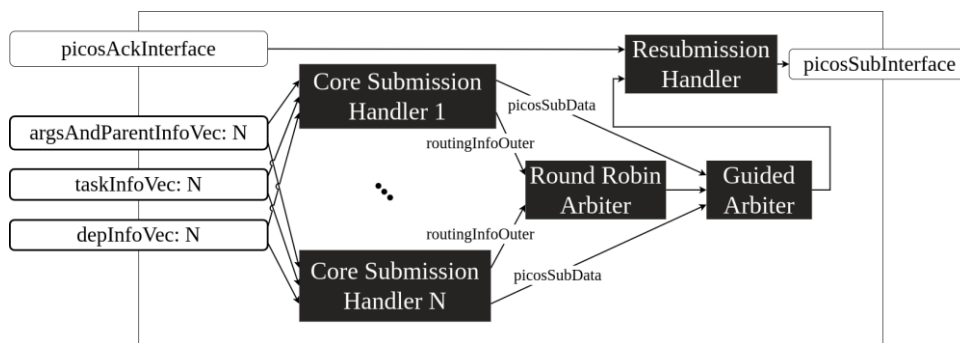 picosAckInterface
Resubmission
Handler
picosSubInterface
Core Submission
Handler 1
picosSubData
argsAndParentInfoVec: N
routingInfoOuter
taskInfoVec: N
Round Robin
Arbiter
Guided
Arbiter
depInfoVec: N
routingInfoOuter
Core Submission
Handler N
picosSubData